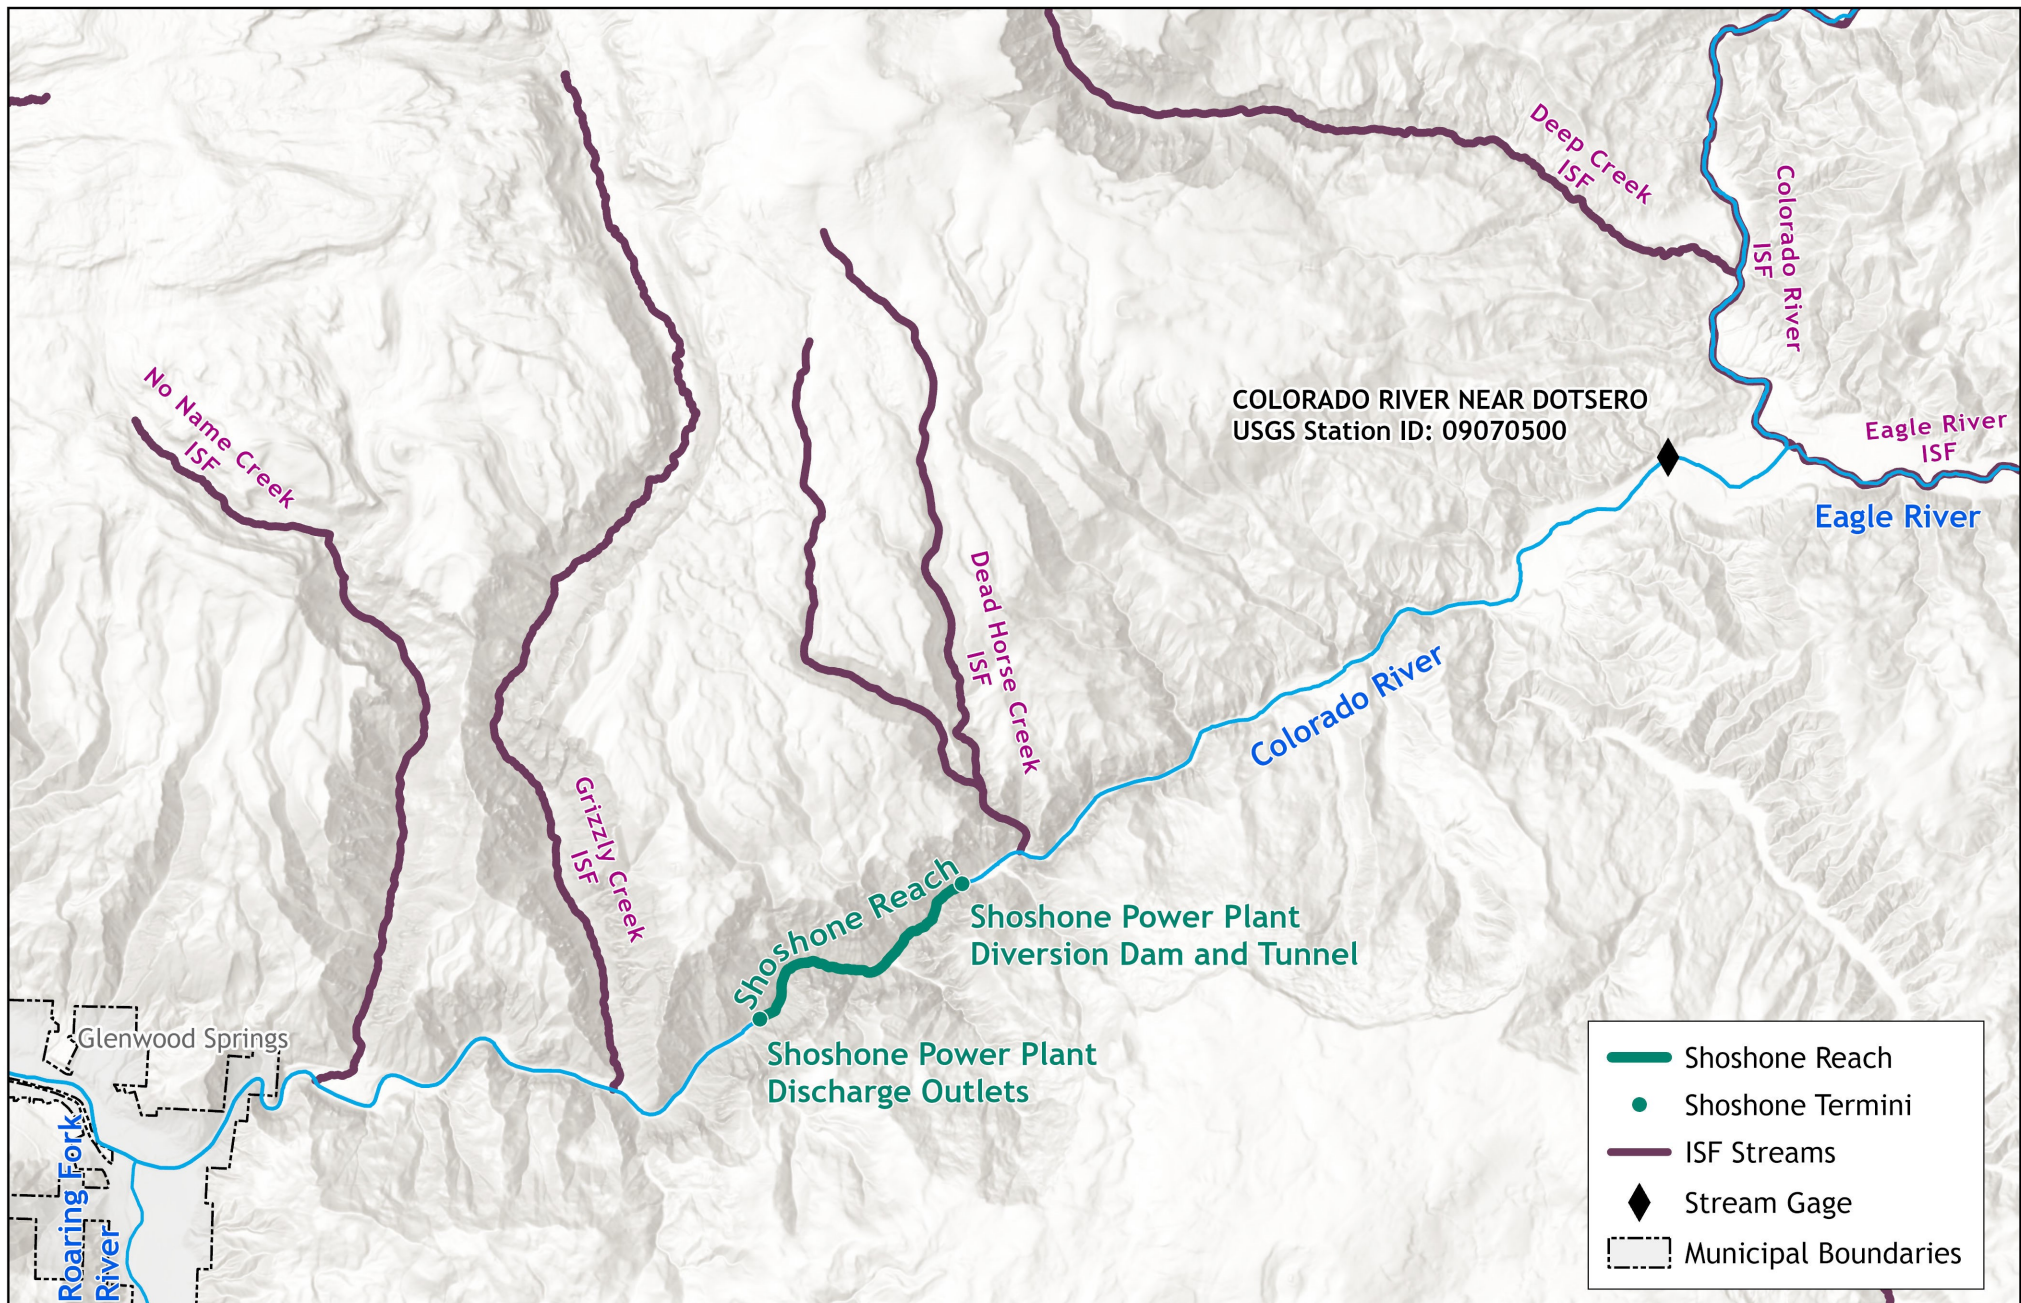 Deep Creek
ISF
Colorado River
ISF
No Name Creek
ISF
COLORADO RIVER NEAR DOTSERO
USGS Station ID: 09070500
Eagle River
ISF
Eagle River
Dead Horse Creek
ISF
Colorado River
Grizzly Creek
ISF
Shoshone Reach
Shoshone Power Plant
Diversion Dam and Tunnel
Glenwood Springs
Shoshone Power Plant
Discharge Outlets
Roaring Fork
River
Shoshone Reach
Shoshone Termini
ISF Streams
Stream Gage
Municipal Boundaries